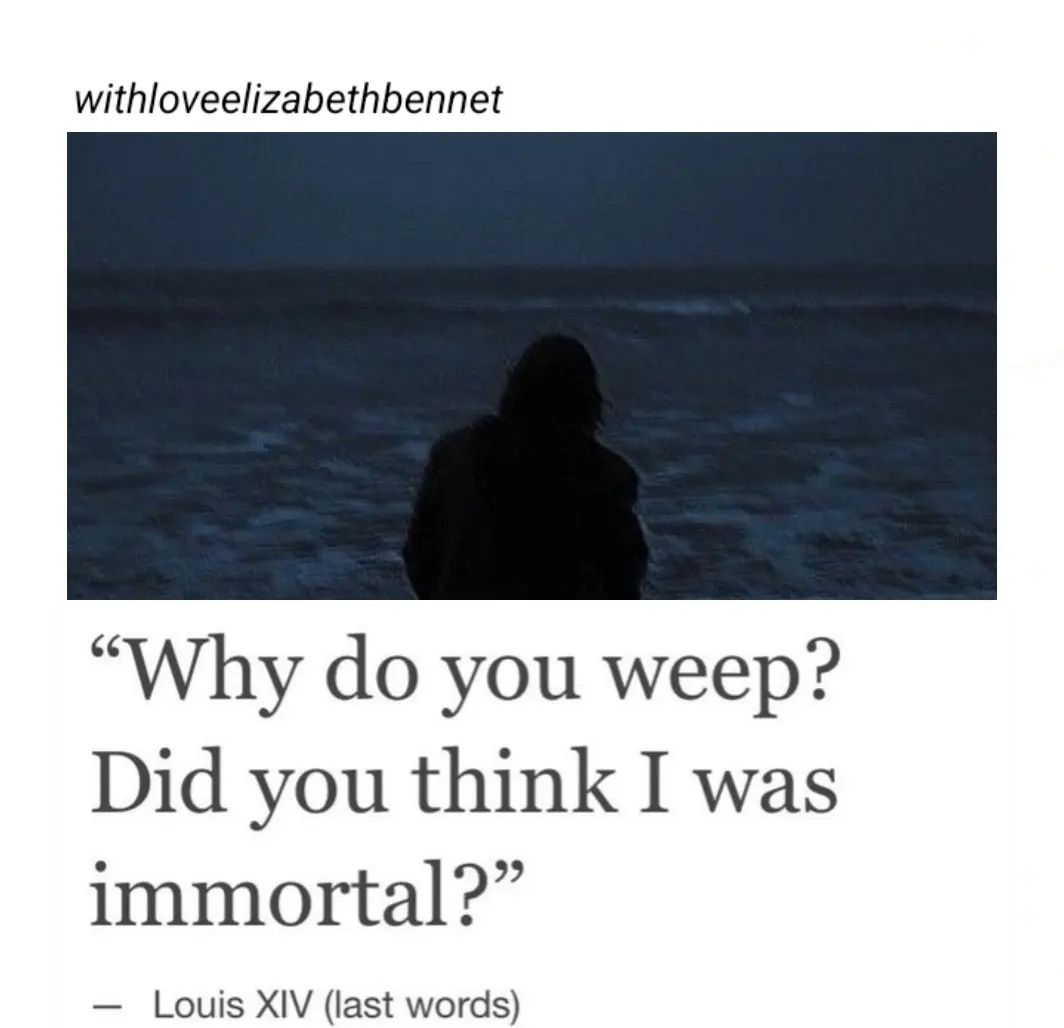 withloveelizabethbennet
“Why do you weep?
Did you think I was
immortal?”
— Louis XIV (last words)